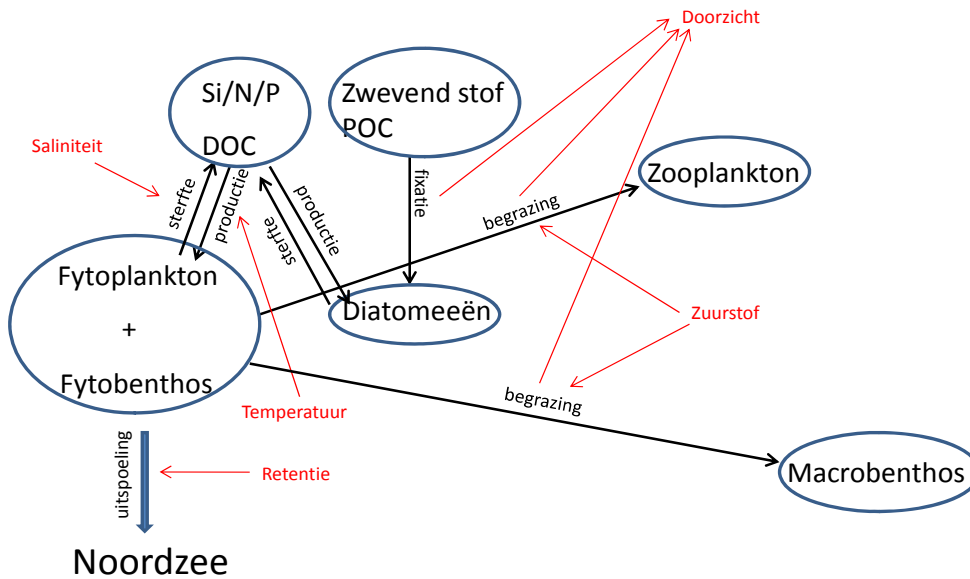 Doorzicht
Si/N/P
DOC
Zwevend stof
POC
Saliniteit
Zooplankton
sterfte
productie
productie
sterfte
fixatie
begrazing
Fytoplankton
+
Fytobenthos
Diatomeeën
Zuurstof
Temperatuur
begrazing
uitspoeling
Retentie
Macrobenthos
Noordzee